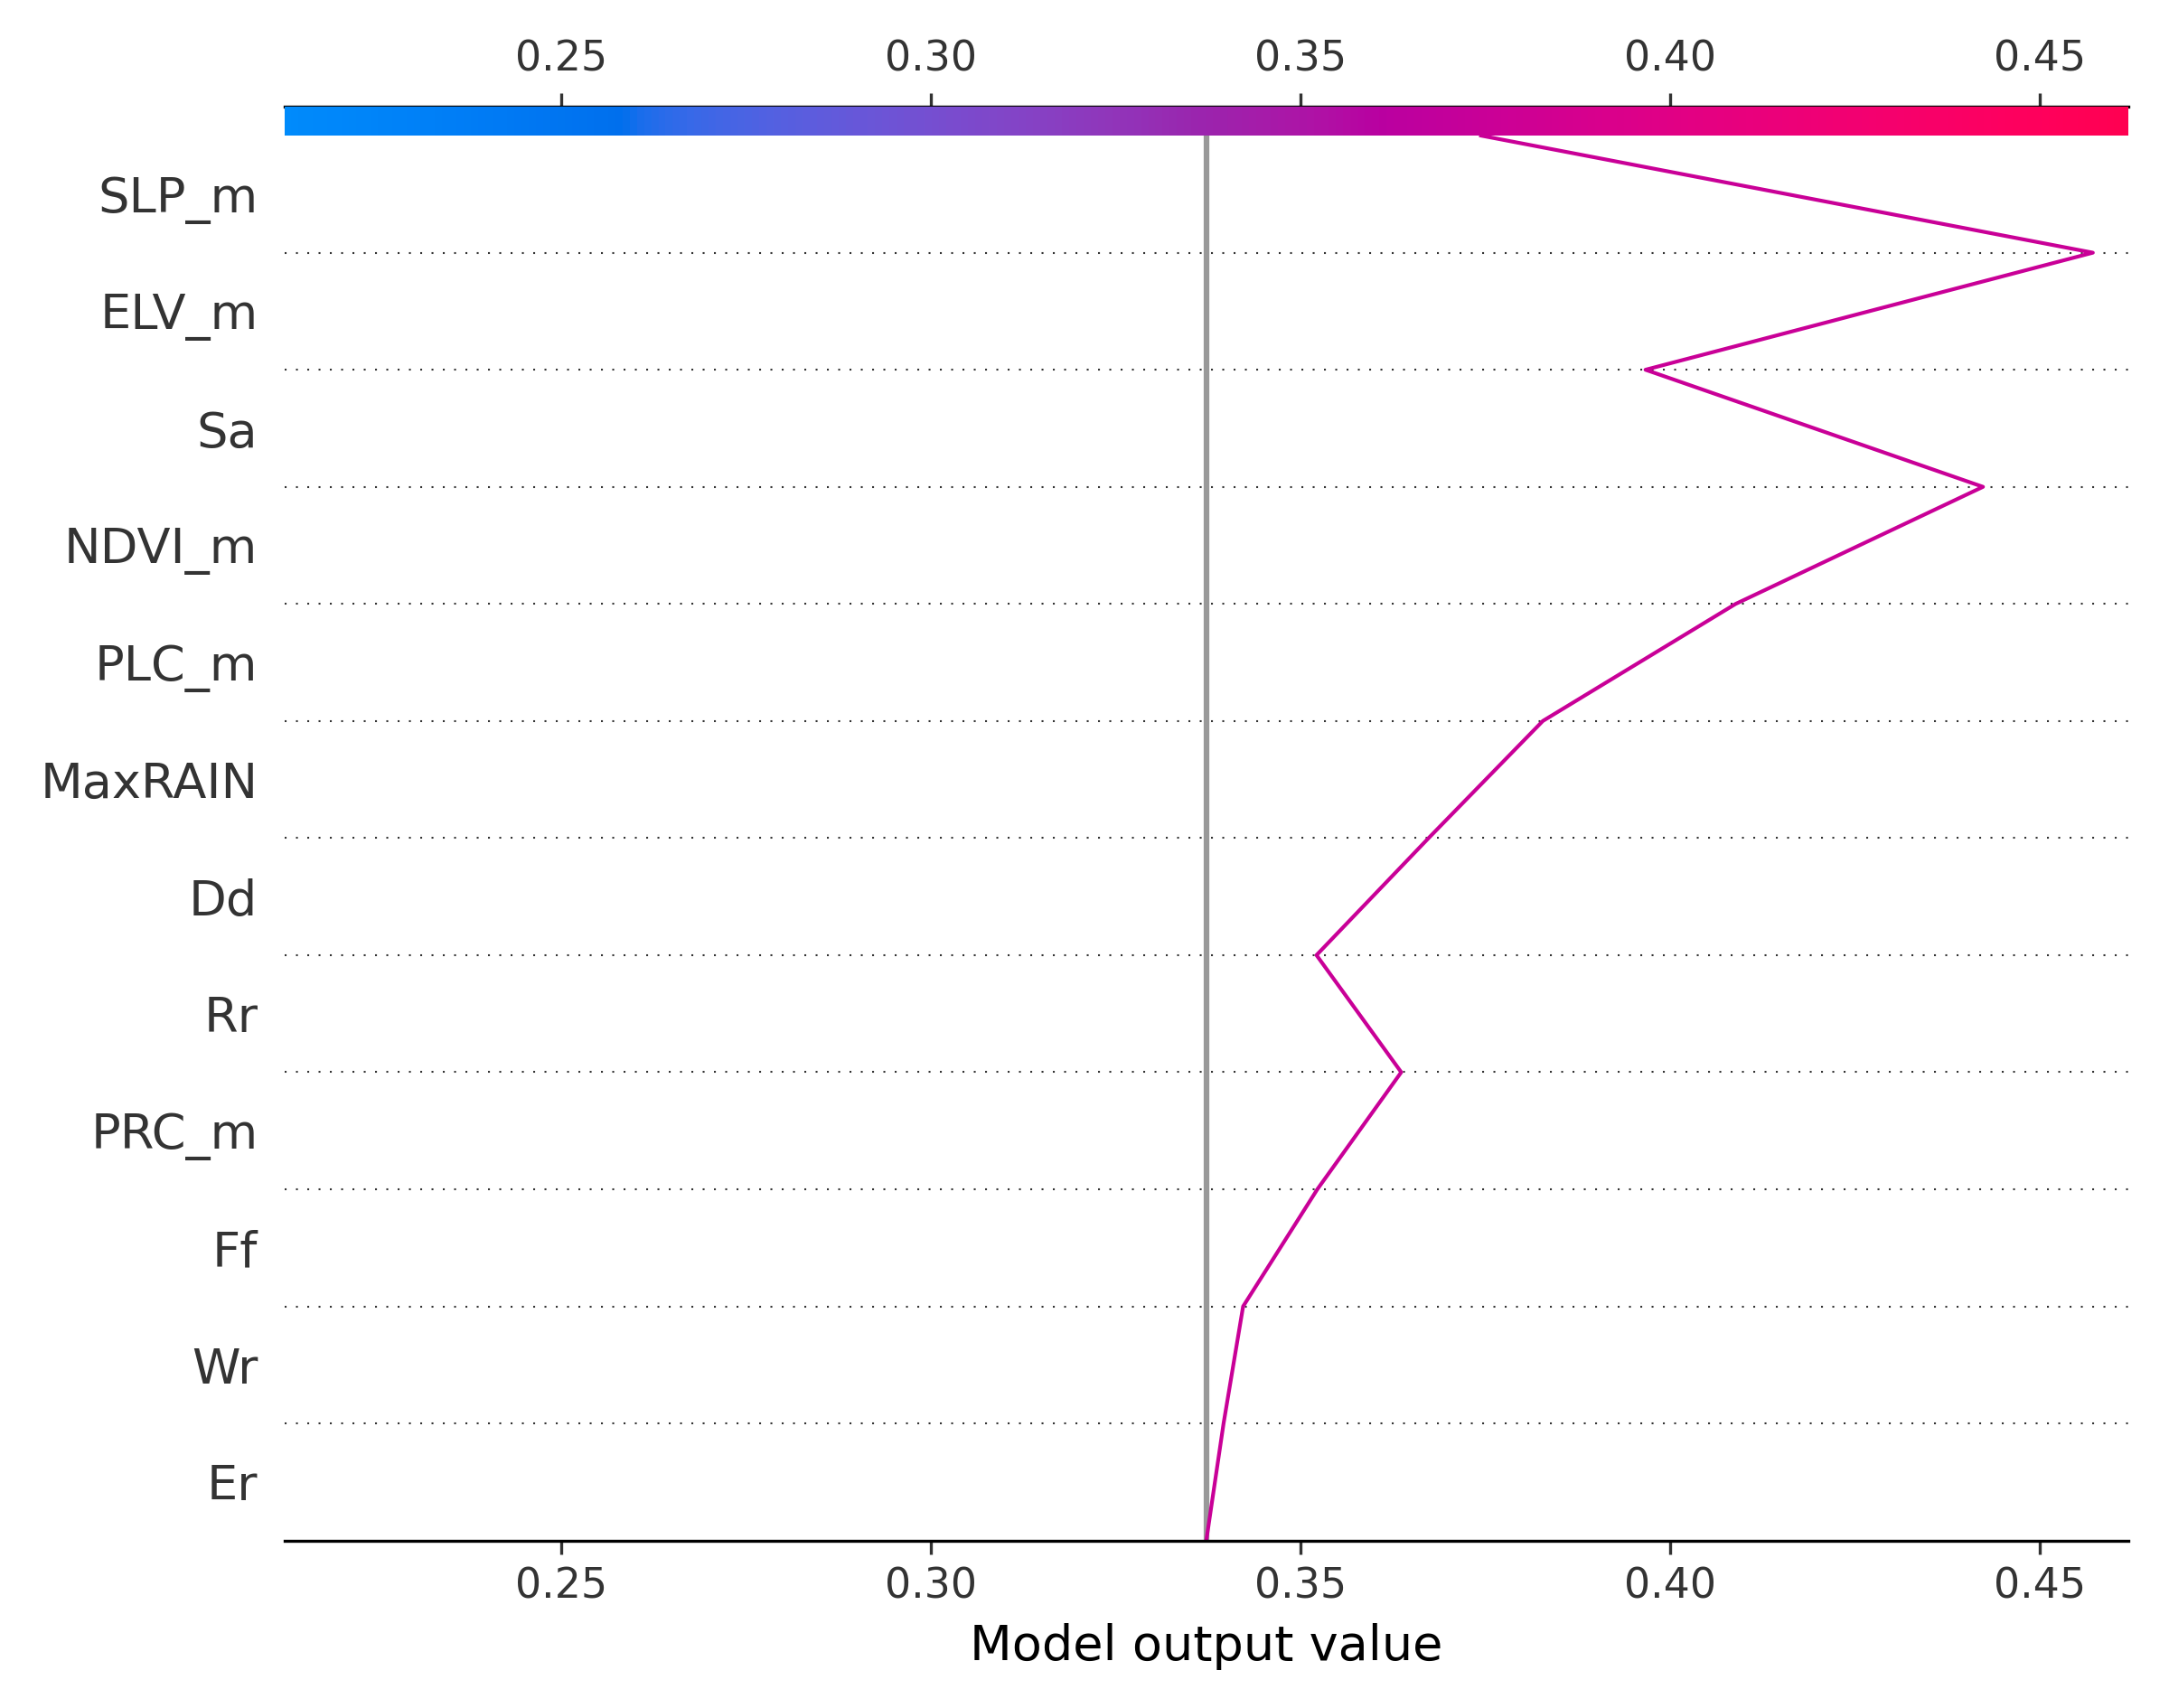 0.25 0.30 0.35 0.40 0.45
SLP_m
ELV_m
Sa
NDVI_m
PLC_m
MaxRAIN
Dd
Rr
PRC_m
Ff
Wr
Er
0.25 0.30 0.35 0.40 0.45
Model output value